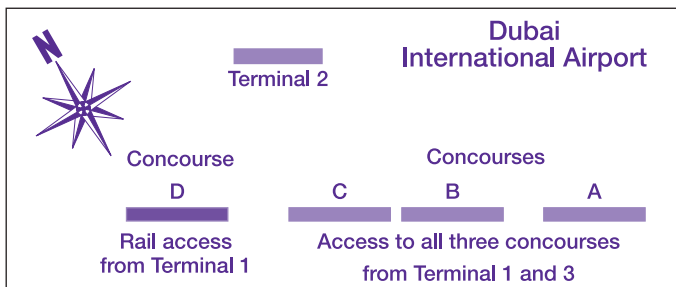 N
Dubai
International Airport
Terminal 2
Concourse
D
Rail access
from Terminal 1
Concourses
C B A
Access to all three concourses
from Terminal 1 and 3